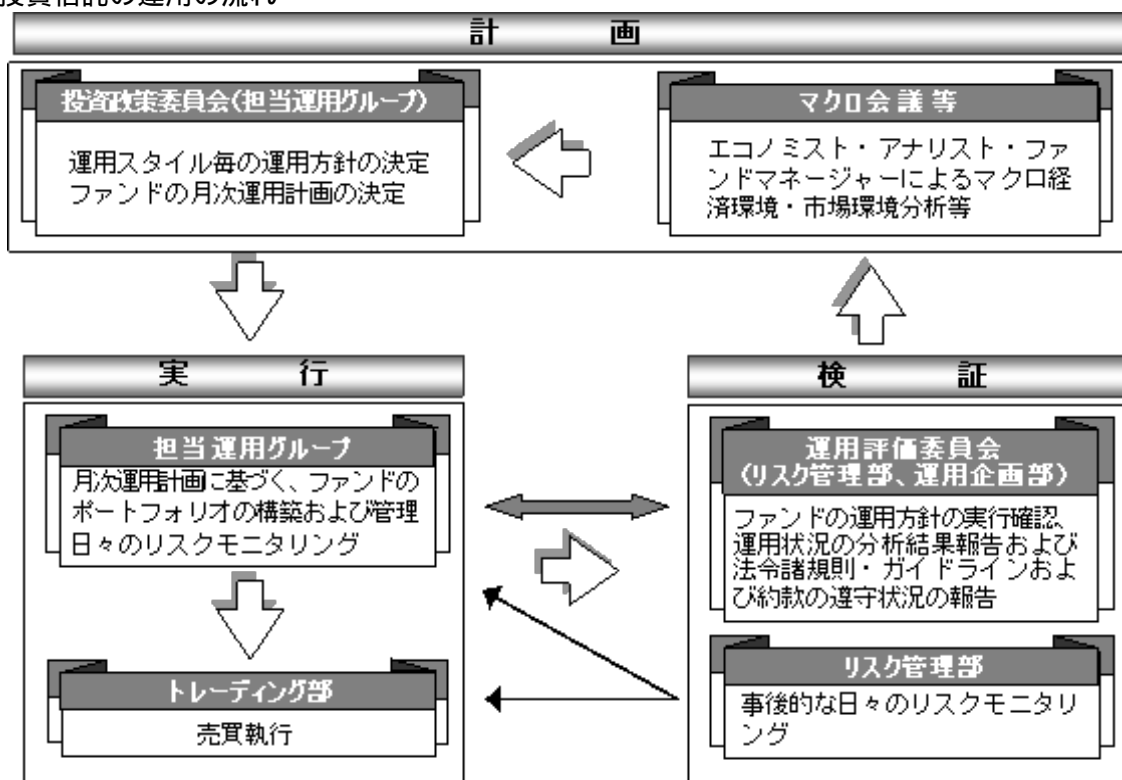 投資信託の運用の流れ
計画
投資政策委員会(担当運用グループ)
運用スタイル毎の運用方針の決定
ファンドの月次運用計画の決定
マクロ会議等
エコノミスト・アナリスト・ファ
ンドマネージャーによるマクロ経
済環境・市場環境分析等
実行
担当運用グループ
月次運用計画に基づく、ファンドの
ポートフォリオの構築および管理
日々のリスクモニタリング
トレーディング部
売買執行
検証
運用評価委員会
(リスク管理部、運用企画部)
ファンドの運用方針の実行確認、
運用状況の分析結果報告および
法令諸規則・ガイドラインおよ
び約款の遵守状況の報告
リスク管理部
事後的な日々のリスクモニタリ
ング